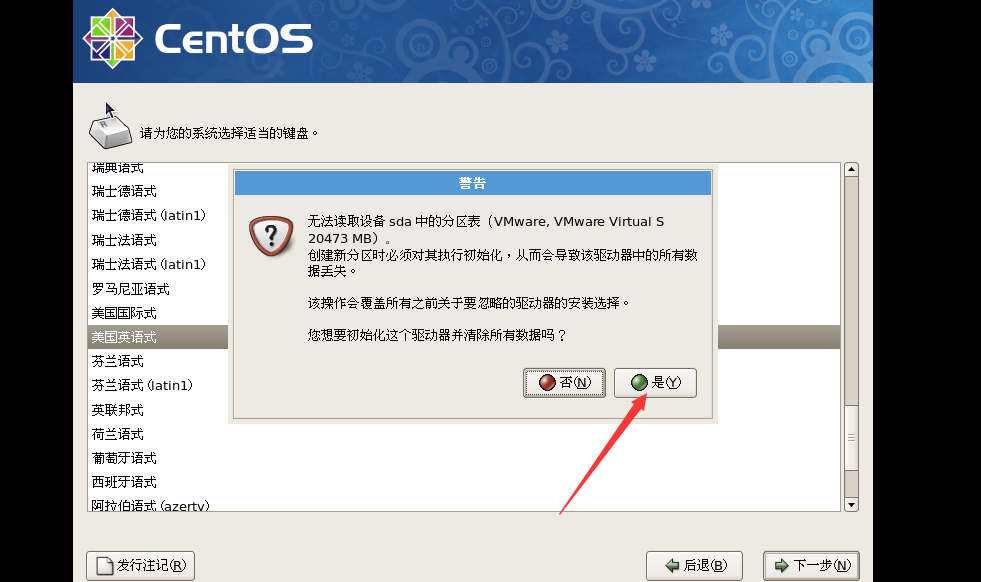 CentOS
请为您的系统选择适当的键盘。
瑞典语式
瑞士德语式
瑞士德语式 (latin1)
瑞士法语式
瑞士法语式 (latin1)
罗马尼亚语式
美国国际式
美国英语式
芬兰语式
芬兰语式 (latin1)
英联邦式
荷兰语式
葡萄牙语式
西班牙语式
阿拉伯语式 (azerty)
警告
无法读取设备 sda 中的分区表（VMware, VMware Virtual S
20473 MB）。
创建新分区时必须对其执行初始化，从而会导致该驱动器中的所有数
据丢失。
该操作会覆盖所有之前关于要忽略的驱动器的安装选择。
您想要初始化这个驱动器并清除所有数据吗？
否(N)
是(Y)
发行注记(R)
后退(B)
下一步(N)